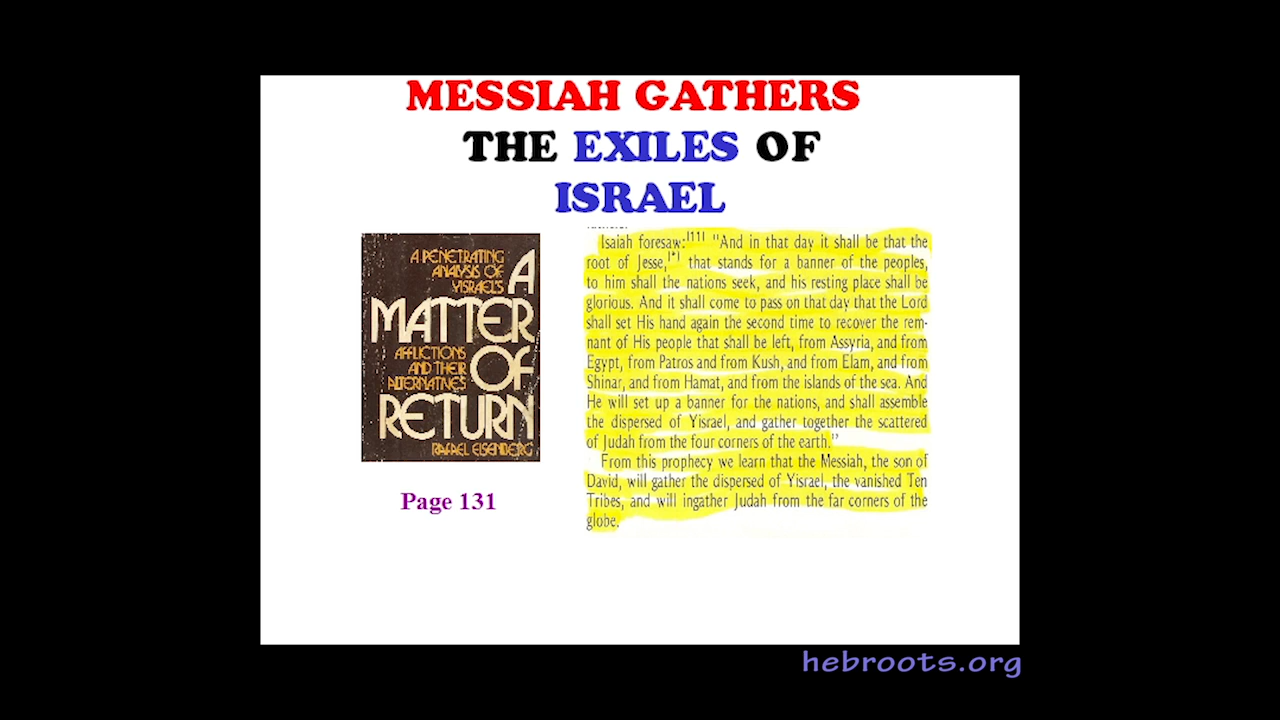 MESSIAH GATHERS
THE EXILES OF
ISRAEL
A PENETRATING
ANALYSIS OF
YISRAEL'S
A
MATTER
AFFLICTIONS
AND THEIR
ALTERNATIVES
OF
RETURN
RAFAEL EISENBERG
Page 131
Isaiah foresaw:[11] "And in that day it shall be that the
root of Jesse,[*] that stands for a banner of the peoples,
to him shall the nations seek, and his resting place shall be
glorious. And it shall come to pass on that day that the Lord
shall set His hand again the second time to recover the rem-
nant of His people that shall be left, from Assyria, and from
Egypt, from Patros and from Kush, and from Elam, and from
Shinar, and from Hamat, and from the islands of the sea. And
He will set up a banner for the nations, and shall assemble
the dispersed of Yisrael, and gather together the scattered
of Judah from the four corners of the earth."
From this prophecy we learn that the Messiah, the son of
David, will gather the dispersed of Yisrael, the vanished Ten
Tribes, and will ingather Judah from the far corners of the
globe.
hebroots.org